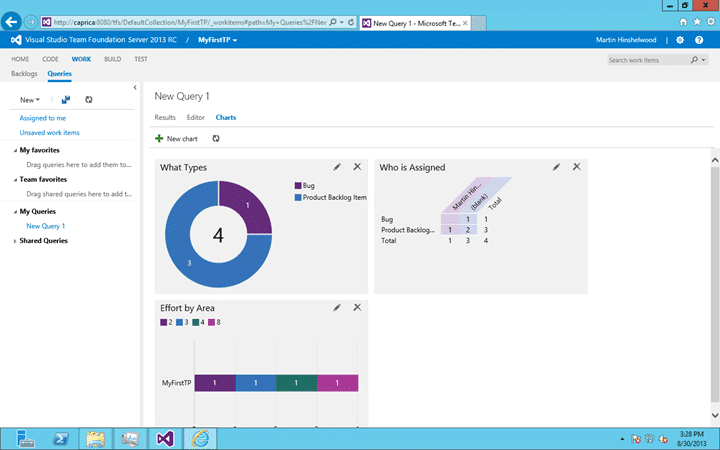 http://caprica:8080/tfs/DefaultCollection/MyFirstTP/_workitems#path=My+Queries%2FNew
New Query 1 - Microsoft Te...
Visual Studio Team Foundation Server 2013 RC / MyFirstTP
Martin Hinshelwood
HOME CODE WORK BUILD TEST
Search work items
Backlogs Queries
New
Assigned to me
Unsaved work items
My favorites
Drag queries here to add them to...
Team favorites
Drag shared queries here to add t...
My Queries
New Query 1
Shared Queries
New Query 1
Results Editor Charts
New chart
What Types
1
3
4
Bug
Product Backlog Item
Who is Assigned
Martin Hin... (blank) Total
Bug 1 1
Product Backlog... 1 2 3
Total 1 3 4
Effort by Area
2 3 4 8
MyFirstTP 1 1 1 1
3:28 PM
8/30/2013